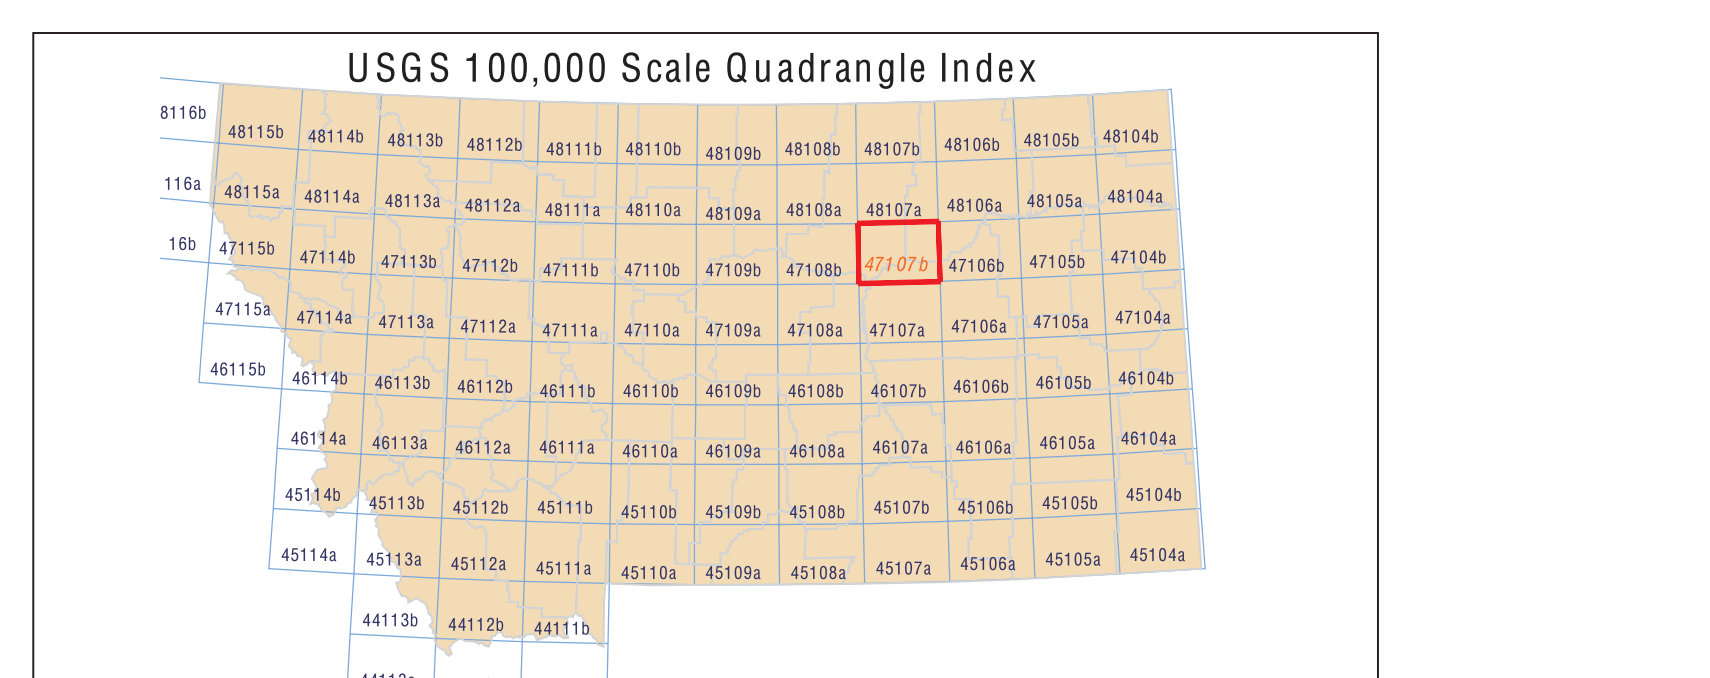 USGS 100,000 Scale Quadrangle Index
8116b 48115b 48114b 48113b 48112b 48111b 48110b 48109b 48108b 48107b 48106b 48105b 48104b
116a 48115a 48114a 48113a 48112a 48111a 48110a 48109a 48108a 48107a 48106a 48105a 48104a
16b 47115b 47114b 47113b 47112b 47111b 47110b 47109b 47108b 47107b 47106b 47105b 47104b
47115a 47114a 47113a 47112a 47111a 47110a 47109a 47108a 47107a 47106a 47105a 47104a
46115b 46114b 46113b 46112b 46111b 46110b 46109b 46108b 46107b 46106b 46105b 46104b
46114a 46113a 46112a 46111a 46110a 46109a 46108a 46107a 46106a 46105a 46104a
45114b 45113b 45112b 45111b 45110b 45109b 45108b 45107b 45106b 45105b 45104b
45114a 45113a 45112a 45111a 45110a 45109a 45108a 45107a 45106a 45105a 45104a
44113b 44112b 44111b